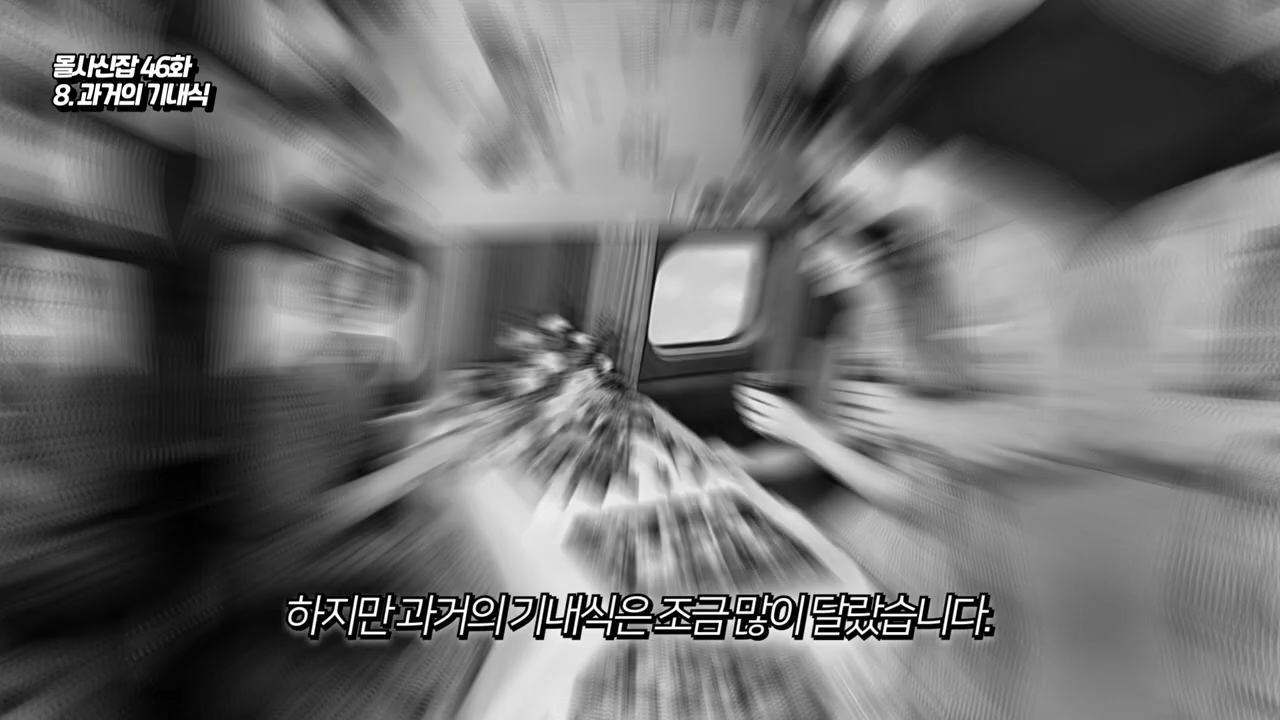 몰사신잡 46화
8. 과거의 기내식
하지만 과거의 기내식은 조금 많이 달랐습니다.